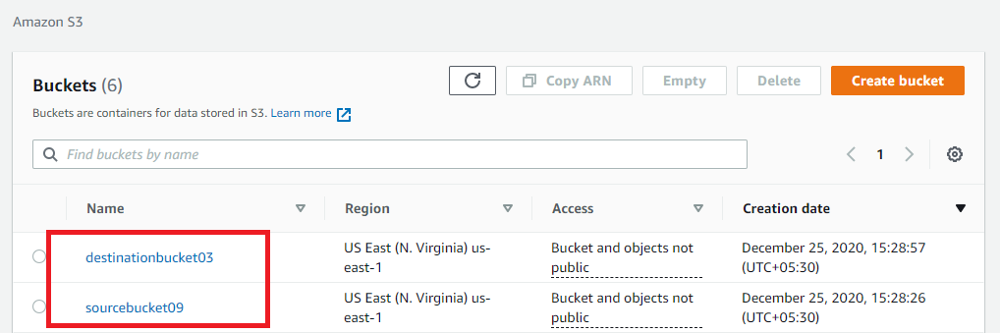 Amazon S3
Buckets (6)
Copy ARN
Empty
Delete
Create bucket
Buckets are containers for data stored in S3. Learn more
Find buckets by name
1
Name
Region
Access
Creation date
destinationbucket03
US East (N. Virginia) us-
east-1
Bucket and objects not
public
December 25, 2020, 15:28:57
(UTC+05:30)
sourcebucket09
US East (N. Virginia) us-
east-1
Bucket and objects not
public
December 25, 2020, 15:28:26
(UTC+05:30)